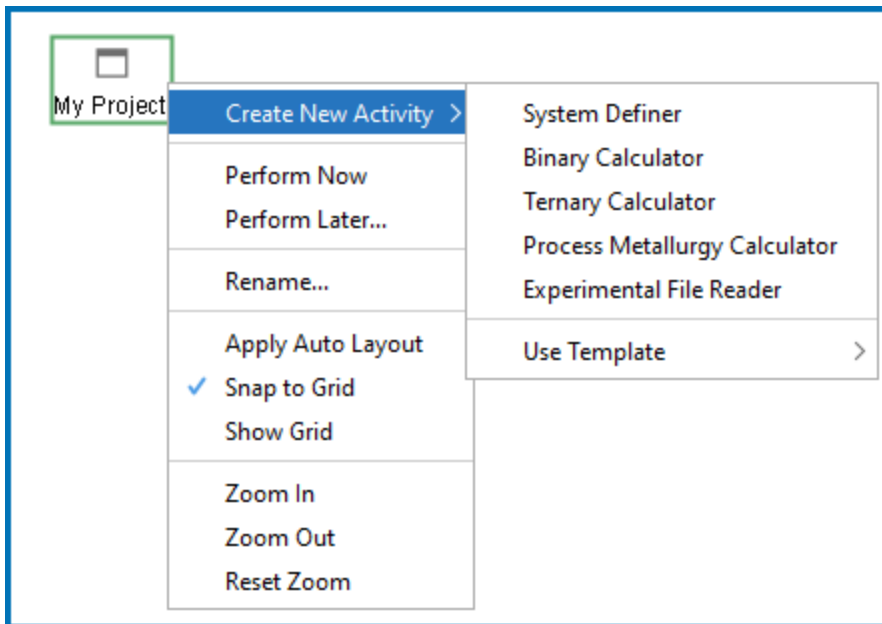 My Project
Create New Activity
Perform Now
Perform Later...
Rename...
Apply Auto Layout
Snap to Grid
Show Grid
Zoom In
Zoom Out
Reset Zoom
System Definer
Binary Calculator
Ternary Calculator
Process Metallurgy Calculator
Experimental File Reader
Use Template